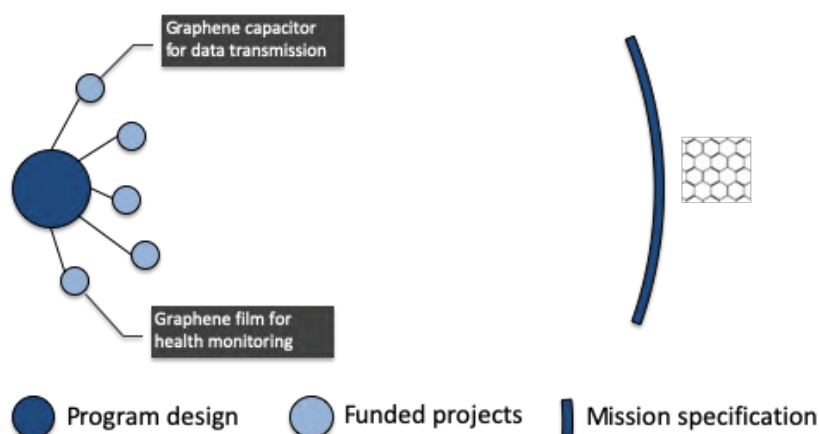 Graphene capacitor
for data transmission
Graphene film for
health monitoring
Program design
Funded projects
Mission specification